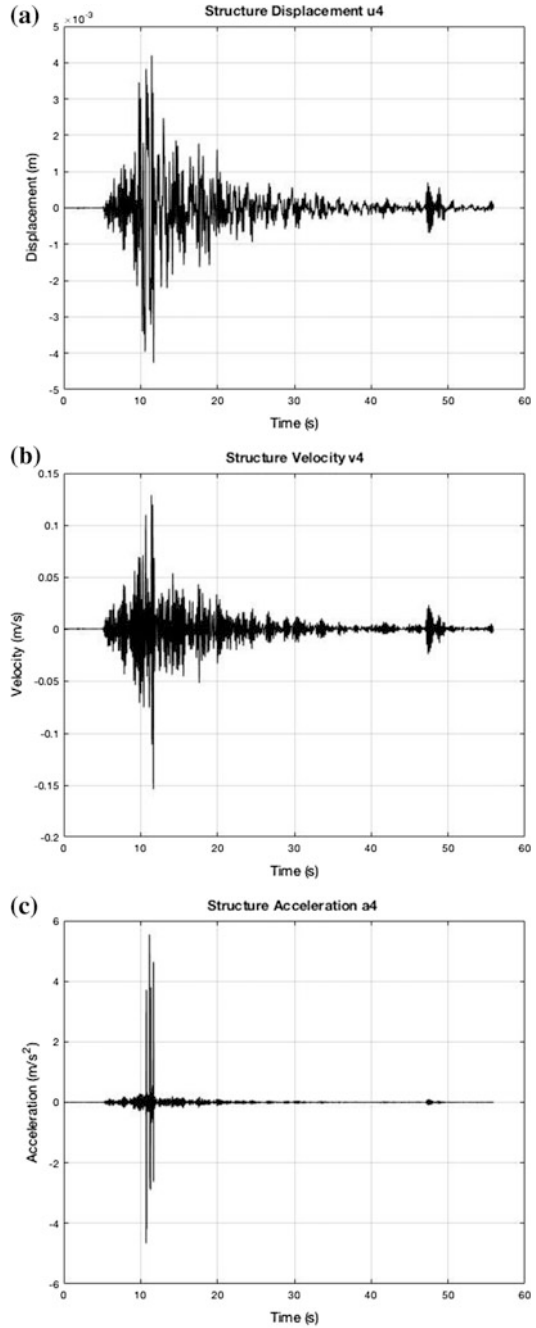 (a)
Structure Displacement u4
×10⁻³
5
4
3
2
1
0
-1
-2
-3
-4
-5
Displacement (m)
0 10 20 30 40 50 60
Time (s)
(b)
Structure Velocity v4
0.15
0.1
0.05
0
-0.05
-0.1
-0.15
-0.2
Velocity (m/s)
0 10 20 30 40 50 60
Time (s)
(c)
Structure Acceleration a4
6
4
2
0
-2
-4
-6
Acceleration (m/s²)
0 10 20 30 40 50 60
Time (s)